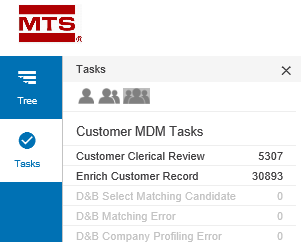 MTS
®
Tasks
Tree
Tasks
Customer MDM Tasks
Customer Clerical Review 5307
Enrich Customer Record 30893
D&B Select Matching Candidate 0
D&B Matching Error 0
D&B Company Profiling Error 0